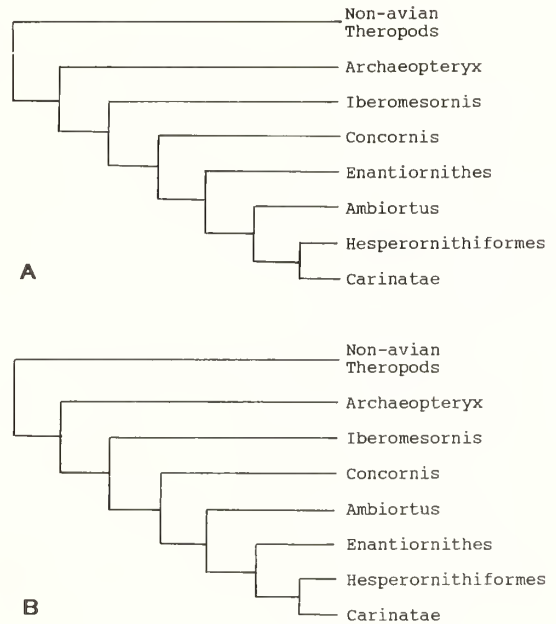 Non-avian
Theropods
Archaeopteryx
Iberomesornis
Concornis
Enantiornithes
Ambiortus
Hesperornithiformes
Carinatae
A
Non-avian
Theropods
Archaeopteryx
Iberomesornis
Concornis
Ambiortus
Enantiornithes
Hesperornithiformes
Carinatae
B